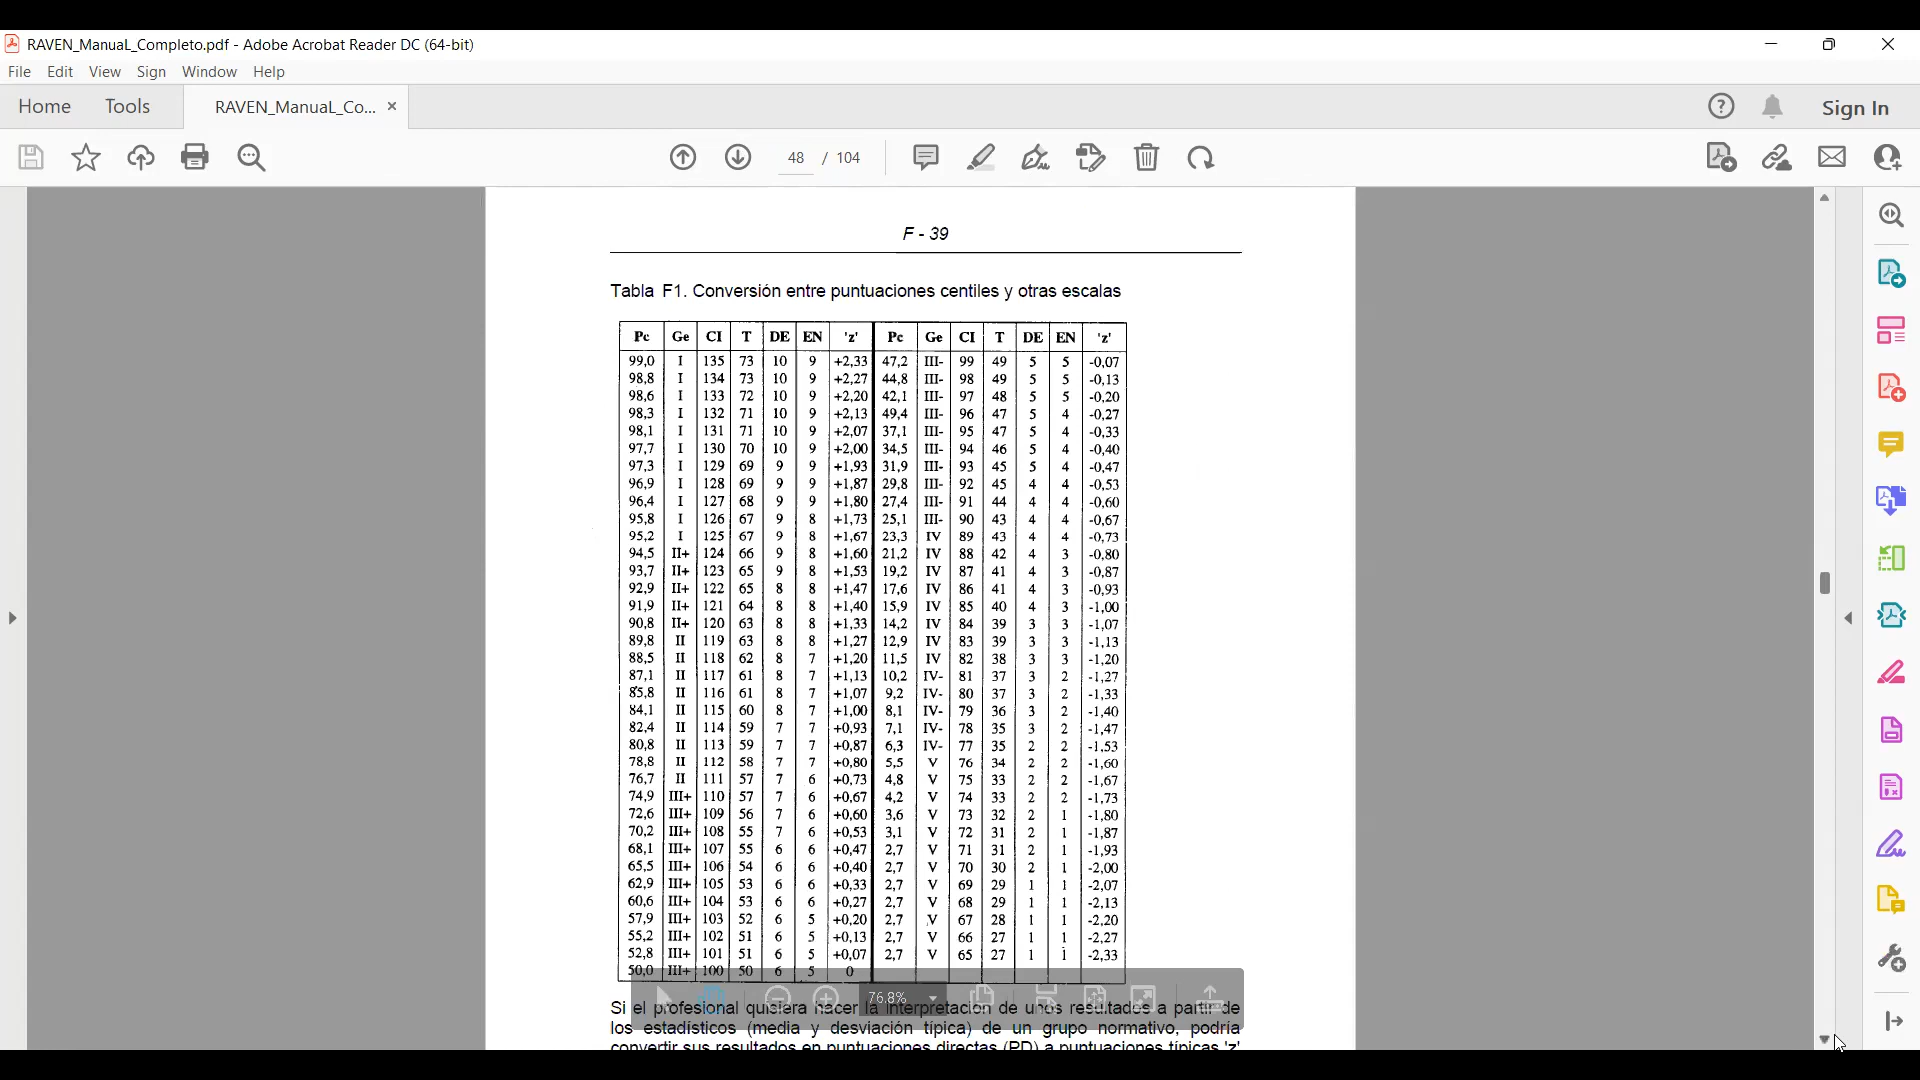 RAVEN_ManuaL_Completo.pdf - Adobe Acrobat Reader DC (64-bit)
File Edit View Sign Window Help
Home Tools RAVEN_ManuaL_Co... × Sign In
48 / 104
F - 39
Tabla F1. Conversión entre puntuaciones centiles y otras escalas
Pc Ge CI T DE EN 'z' Pc Ge CI T DE EN 'z'
99,0 I 135 73 10 9 +2,33 47,2 III- 99 49 5 5 -0,07
98,8 I 134 73 10 9 +2,27 44,8 III- 98 49 5 5 -0,13
98,6 I 133 72 10 9 +2,20 42,1 III- 97 48 5 5 -0,20
98,3 I 132 71 10 9 +2,13 49,4 III- 96 47 5 4 -0,27
98,1 I 131 71 10 9 +2,07 37,1 III- 95 47 5 4 -0,33
97,7 I 130 70 10 9 +2,00 34,5 III- 94 46 5 4 -0,40
97,3 I 129 69 9 9 +1,93 31,9 III- 93 45 5 4 -0,47
96,9 I 128 69 9 9 +1,87 29,8 III- 92 45 4 4 -0,53
96,4 I 127 68 9 9 +1,80 27,4 III- 91 44 4 4 -0,60
95,8 I 126 67 9 8 +1,73 25,1 III- 90 43 4 4 -0,67
95,2 I 125 67 9 8 +1,67 23,3 IV 89 43 4 4 -0,73
94,5 II+ 124 66 9 8 +1,60 21,2 IV 88 42 4 3 -0,80
93,7 II+ 123 65 9 8 +1,53 19,2 IV 87 41 4 3 -0,87
92,9 II+ 122 65 8 8 +1,47 17,6 IV 86 41 4 3 -0,93
91,9 II+ 121 64 8 8 +1,40 15,9 IV 85 40 4 3 -1,00
90,8 II+ 120 63 8 8 +1,33 14,2 IV 84 39 3 3 -1,07
89,8 II 119 63 8 8 +1,27 12,9 IV 83 39 3 3 -1,13
88,5 II 118 62 8 7 +1,20 11,5 IV 82 38 3 3 -1,20
87,1 II 117 61 8 7 +1,13 10,2 IV- 81 37 3 2 -1,27
85,8 II 116 61 8 7 +1,07 9,2 IV- 80 37 3 2 -1,33
84,1 II 115 60 8 7 +1,00 8,1 IV- 79 36 3 2 -1,40
82,4 II 114 59 7 7 +0,93 7,1 IV- 78 35 3 2 -1,47
80,8 II 113 59 7 7 +0,87 6,3 IV- 77 35 2 2 -1,53
78,8 II 112 58 7 7 +0,80 5,5 V 76 34 2 2 -1,60
76,7 II 111 57 7 6 +0,73 4,8 V 75 33 2 2 -1,67
74,9 III+ 110 57 7 6 +0,67 4,2 V 74 33 2 2 -1,73
72,6 III+ 109 56 7 6 +0,60 3,6 V 73 32 2 1 -1,80
70,2 III+ 108 55 7 6 +0,53 3,1 V 72 31 2 1 -1,87
68,1 III+ 107 55 6 6 +0,47 2,7 V 71 31 2 1 -1,93
65,5 III+ 106 54 6 6 +0,40 2,7 V 70 30 2 1 -2,00
62,9 III+ 105 53 6 6 +0,33 2,7 V 69 29 1 1 -2,07
60,6 III+ 104 53 6 6 +0,27 2,7 V 68 29 1 1 -2,13
57,9 III+ 103 52 6 5 +0,20 2,7 V 67 28 1 1 -2,20
55,2 III+ 102 51 6 5 +0,13 2,7 V 66 27 1 1 -2,27
52,8 III+ 101 51 6 5 +0,07 2,7 V 65 27 1 1 -2,33
50,0 III+ 100 50 6 5 0
76.8%
Si el profesional quisiera hacer la interpretación de unos resultados a partir de
los estadísticos (media y desviación típica) de un grupo normativo, podría
convertir sus resultados en puntuaciones directas (PD) a puntuaciones típicas 'z'